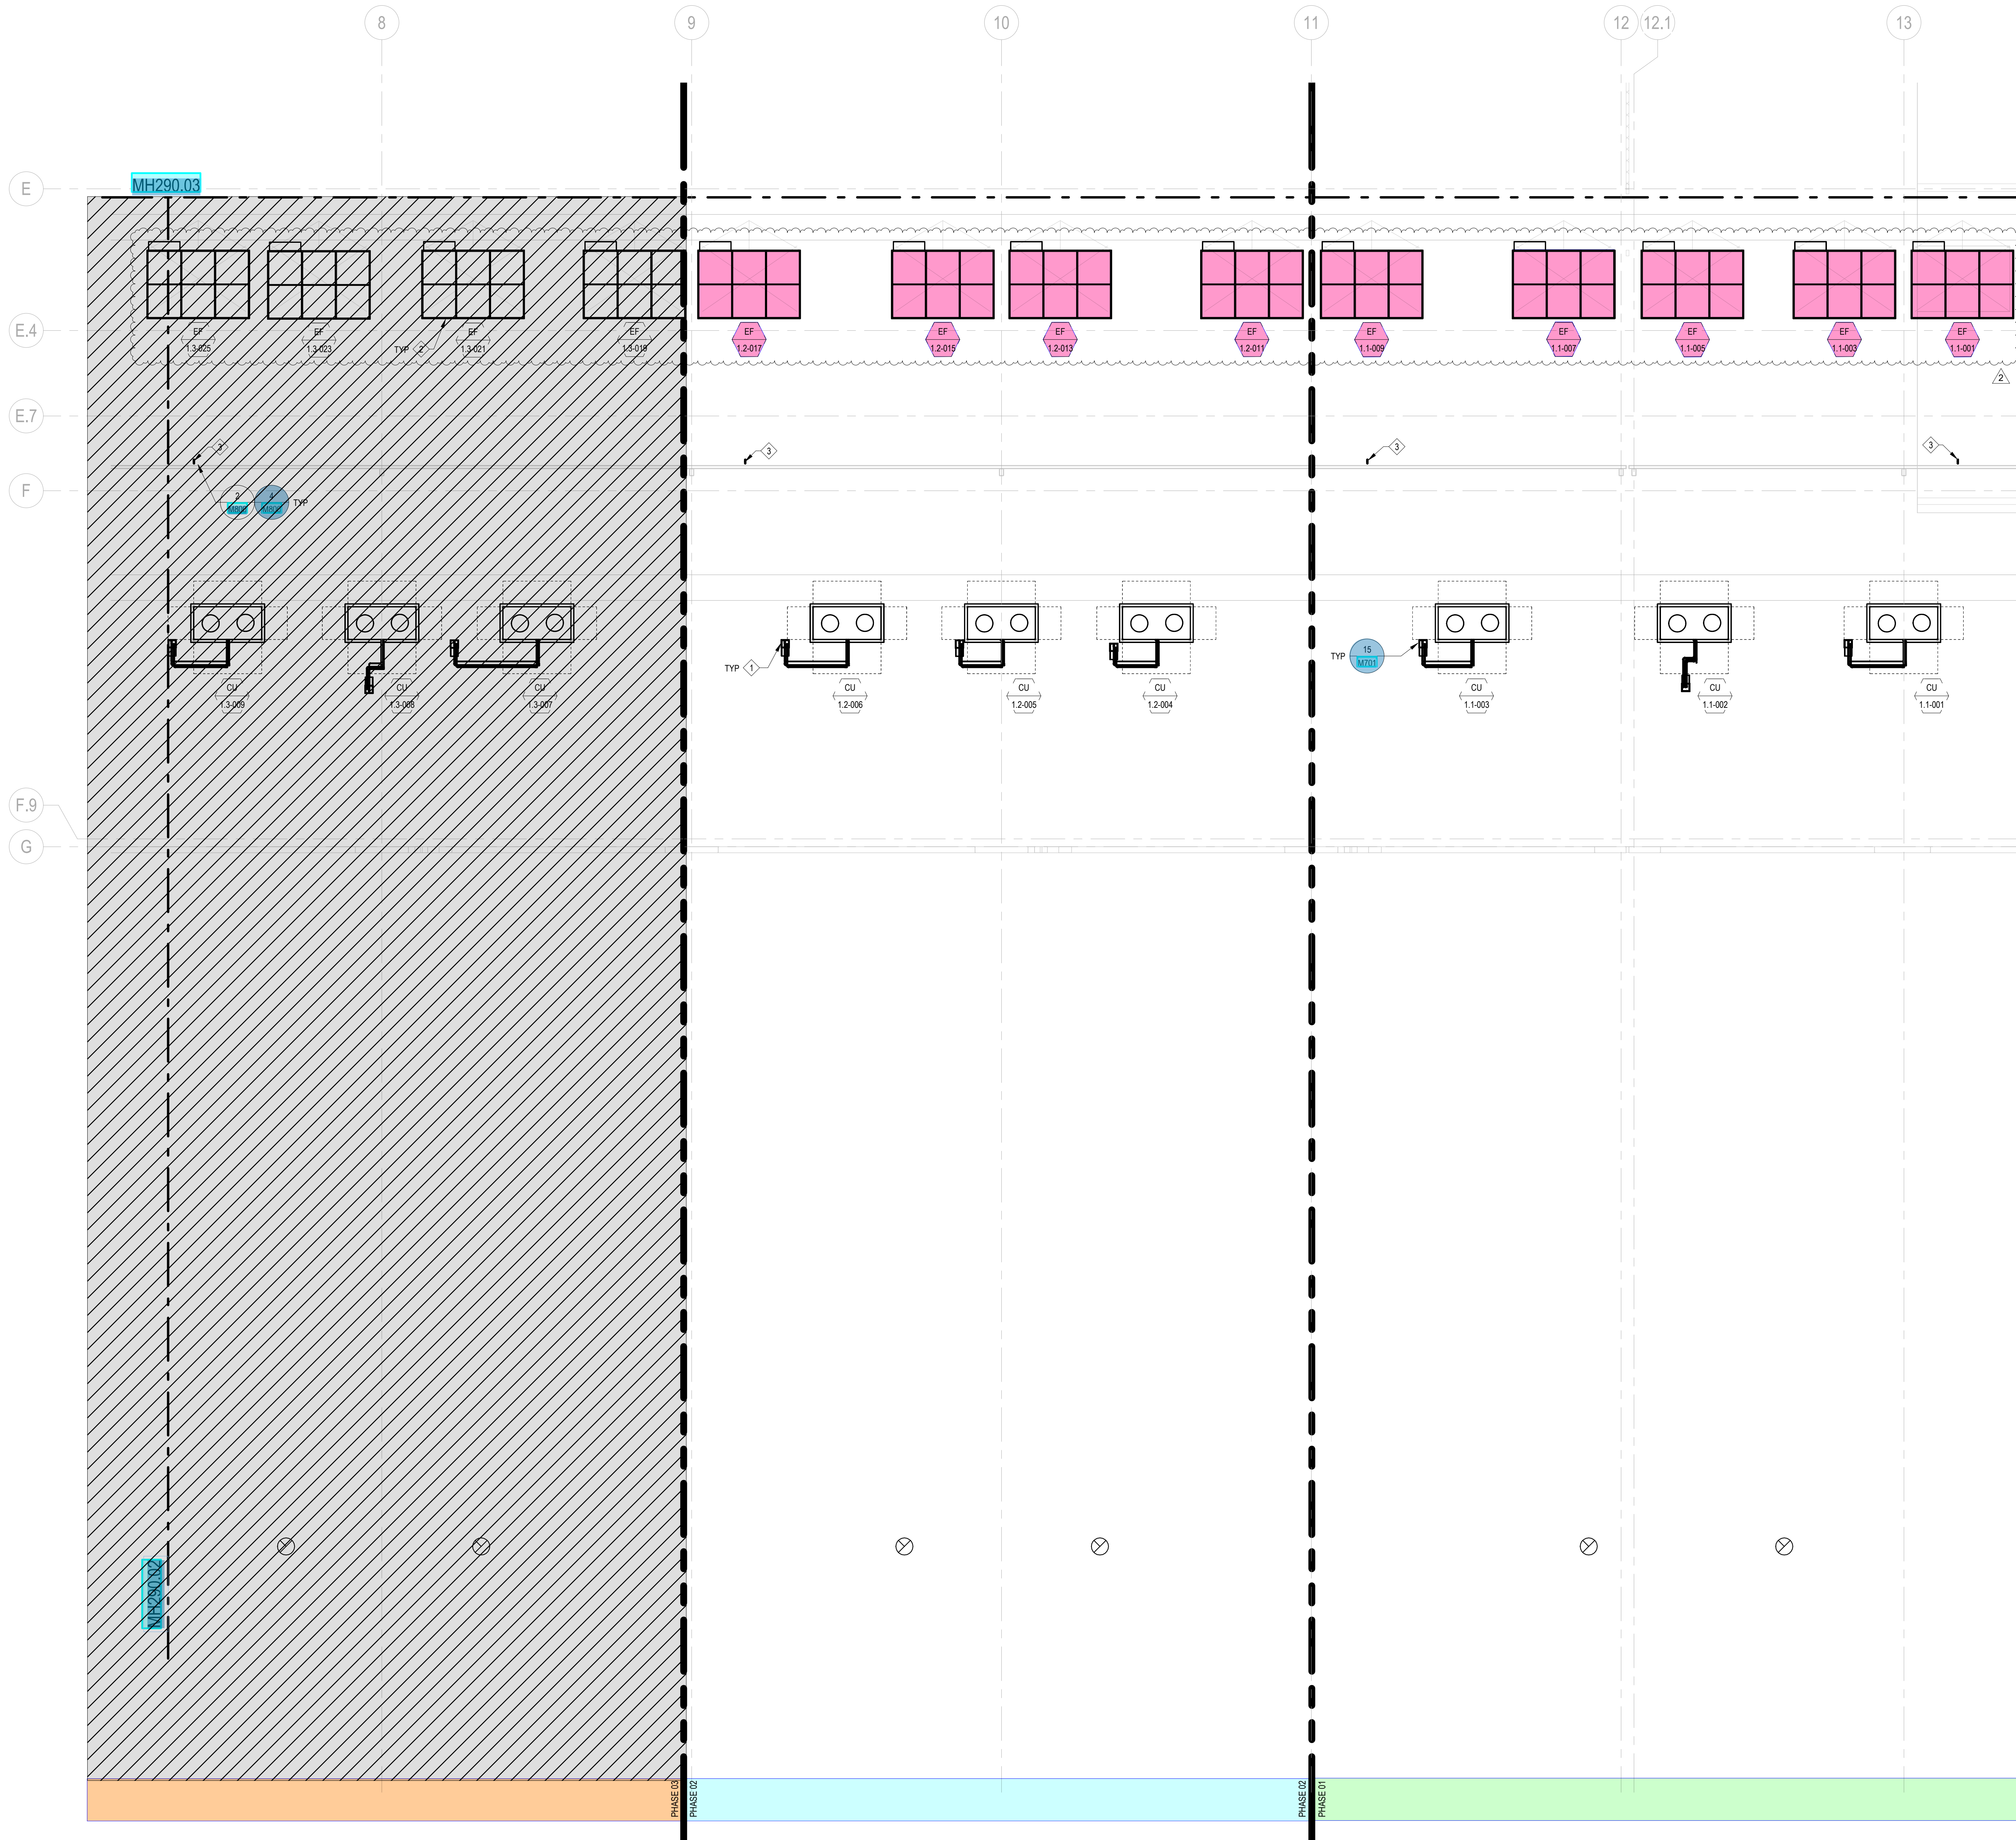 8 9 10 11 12 12.1 13
E
MH290.03
E.4
EF EF EF EF EF EF EF EF EF EF EF EF EF
1.3-025 1.3-023 TYP 2 1.3-021 1.3-019 1.2-017 1.2-015 1.2-013 1.2-011 1.1-009 1.1-007 1.1-005 1.1-003 1.1-001
2
E.7
3 3 3 3
F
2 4 TYP
M800 M800
TYP 15
M701
TYP 1
CU CU CU CU CU CU CU CU CU
1.3-009 1.3-008 1.3-007 1.2-006 1.2-005 1.2-004 1.1-003 1.1-002 1.1-001
F.9
G
MH290.02
PHASE 03
PHASE 02
PHASE 02
PHASE 01